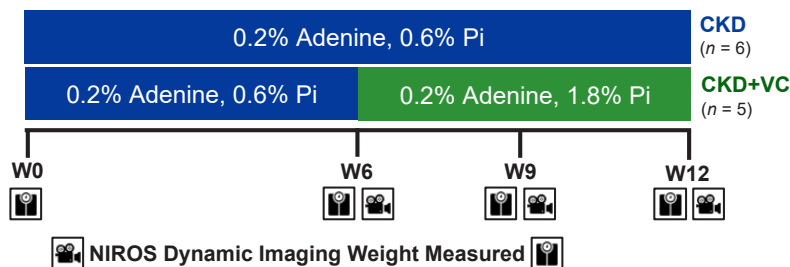 0.2% Adenine, 0.6% Pi
CKD
(n = 6)
0.2% Adenine, 0.6% Pi
0.2% Adenine, 1.8% Pi
CKD+VC
(n = 5)
W0
W6
W9
W12
NIROS Dynamic Imaging Weight Measured